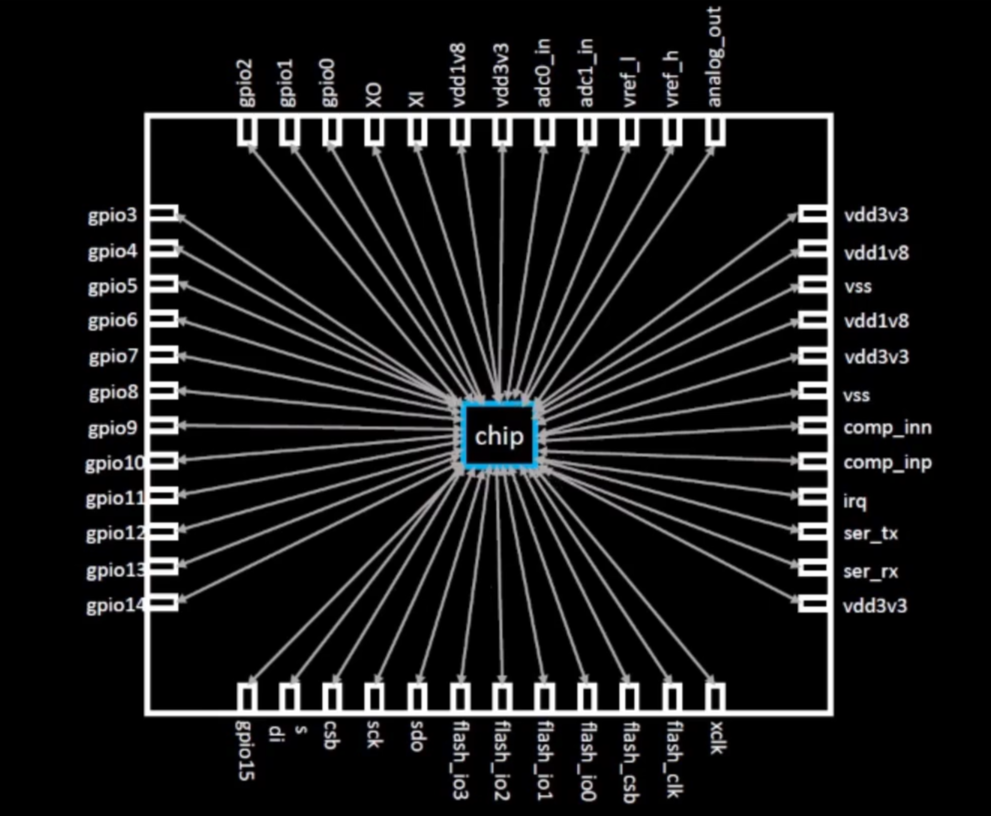 gpio2
gpio1
gpio0
XO
XI
vdd1v8
vdd3v3
adc0_in
adc1_in
vref_l
vref_h
analog_out
gpio3
gpio4
gpio5
gpio6
gpio7
gpio8
gpio9
gpio10
gpio11
gpio12
gpio13
gpio14
chip
vdd3v3
vdd1v8
vss
vdd1v8
vdd3v3
vss
comp_inn
comp_inp
irq
ser_tx
ser_rx
vdd3v3
gpio15
s
di
csb
sck
sdo
flash_io3
flash_io2
flash_io1
flash_io0
flash_csb
flash_clk
xclk